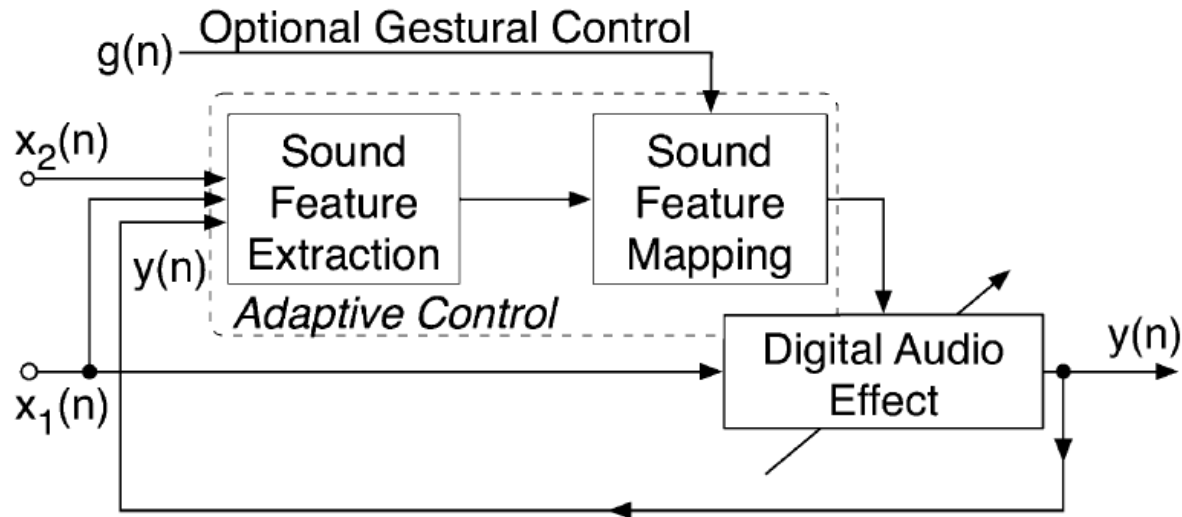 Optional Gestural Control
g(n)
x2(n)
Sound
Feature
Extraction
Sound
Feature
Mapping
y(n)
Adaptive Control
Digital Audio
Effect
y(n)
x1(n)